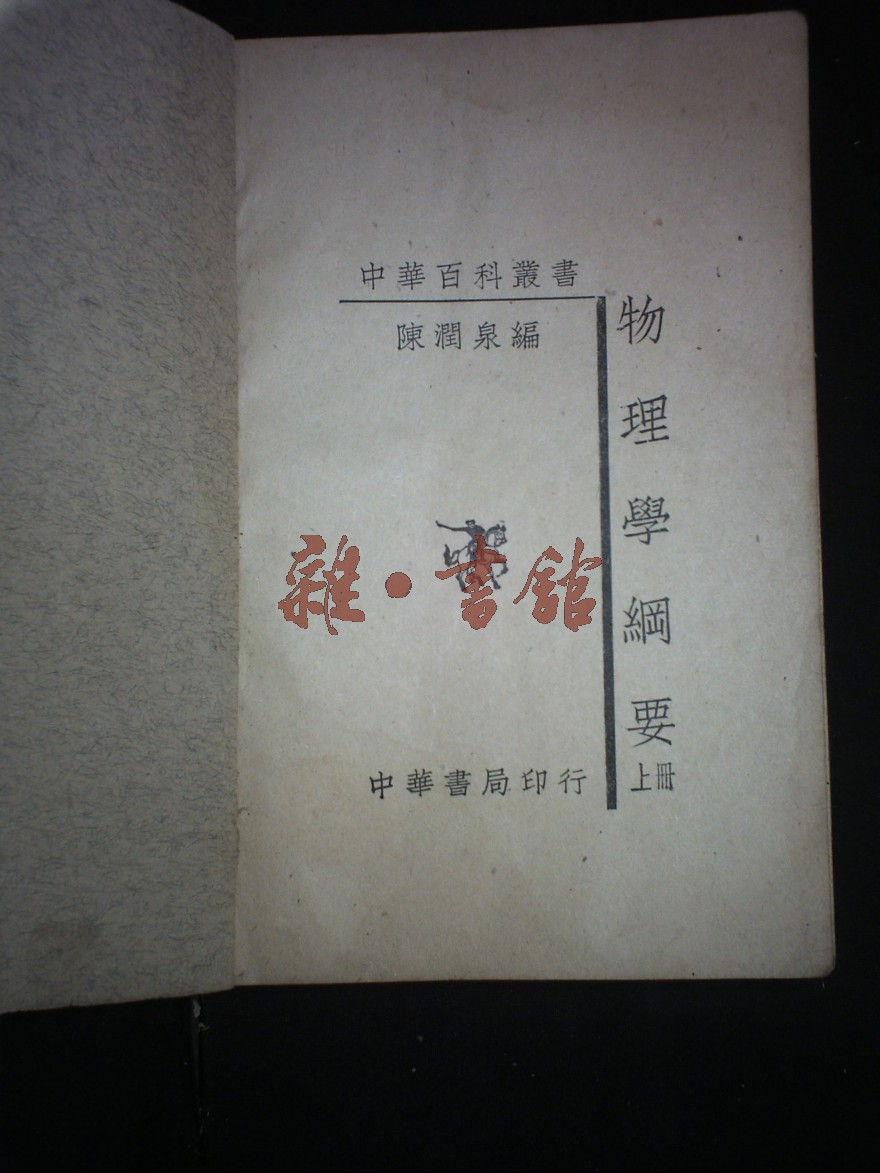 中華百科叢書
陳潤泉編
物理學綱要
上冊
雜·書館
中華書局印行